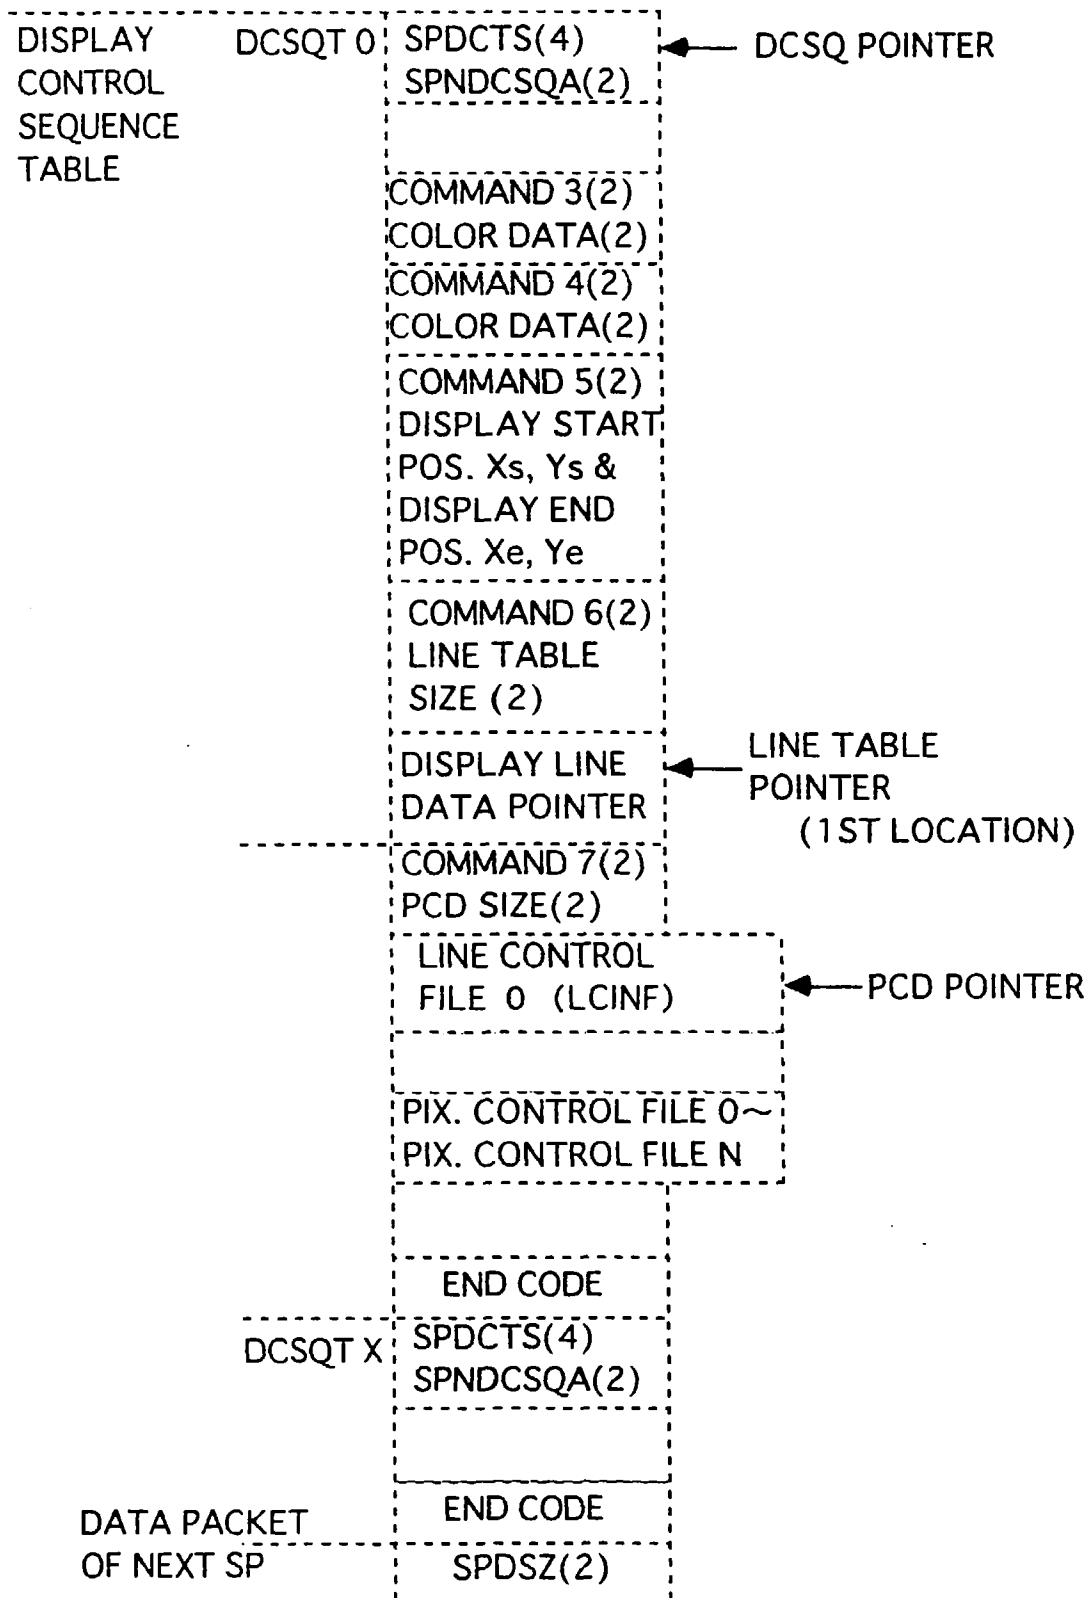 DISPLAY
CONTROL
SEQUENCE
TABLE
DCSQT 0
SPDCTS(4)
SPNDCSQA(2)
DCSQ POINTER
COMMAND 3(2)
COLOR DATA(2)
COMMAND 4(2)
COLOR DATA(2)
COMMAND 5(2)
DISPLAY START
POS. Xs, Ys &
DISPLAY END
POS. Xe, Ye
COMMAND 6(2)
LINE TABLE
SIZE (2)
DISPLAY LINE
DATA POINTER
LINE TABLE
POINTER
(1ST LOCATION)
COMMAND 7(2)
PCD SIZE(2)
LINE CONTROL
FILE 0 (LCINF)
PCD POINTER
PIX. CONTROL FILE 0~
PIX. CONTROL FILE N
END CODE
DCSQT X
SPDCTS(4)
SPNDCSQA(2)
END CODE
DATA PACKET
OF NEXT SP
SPDSZ(2)